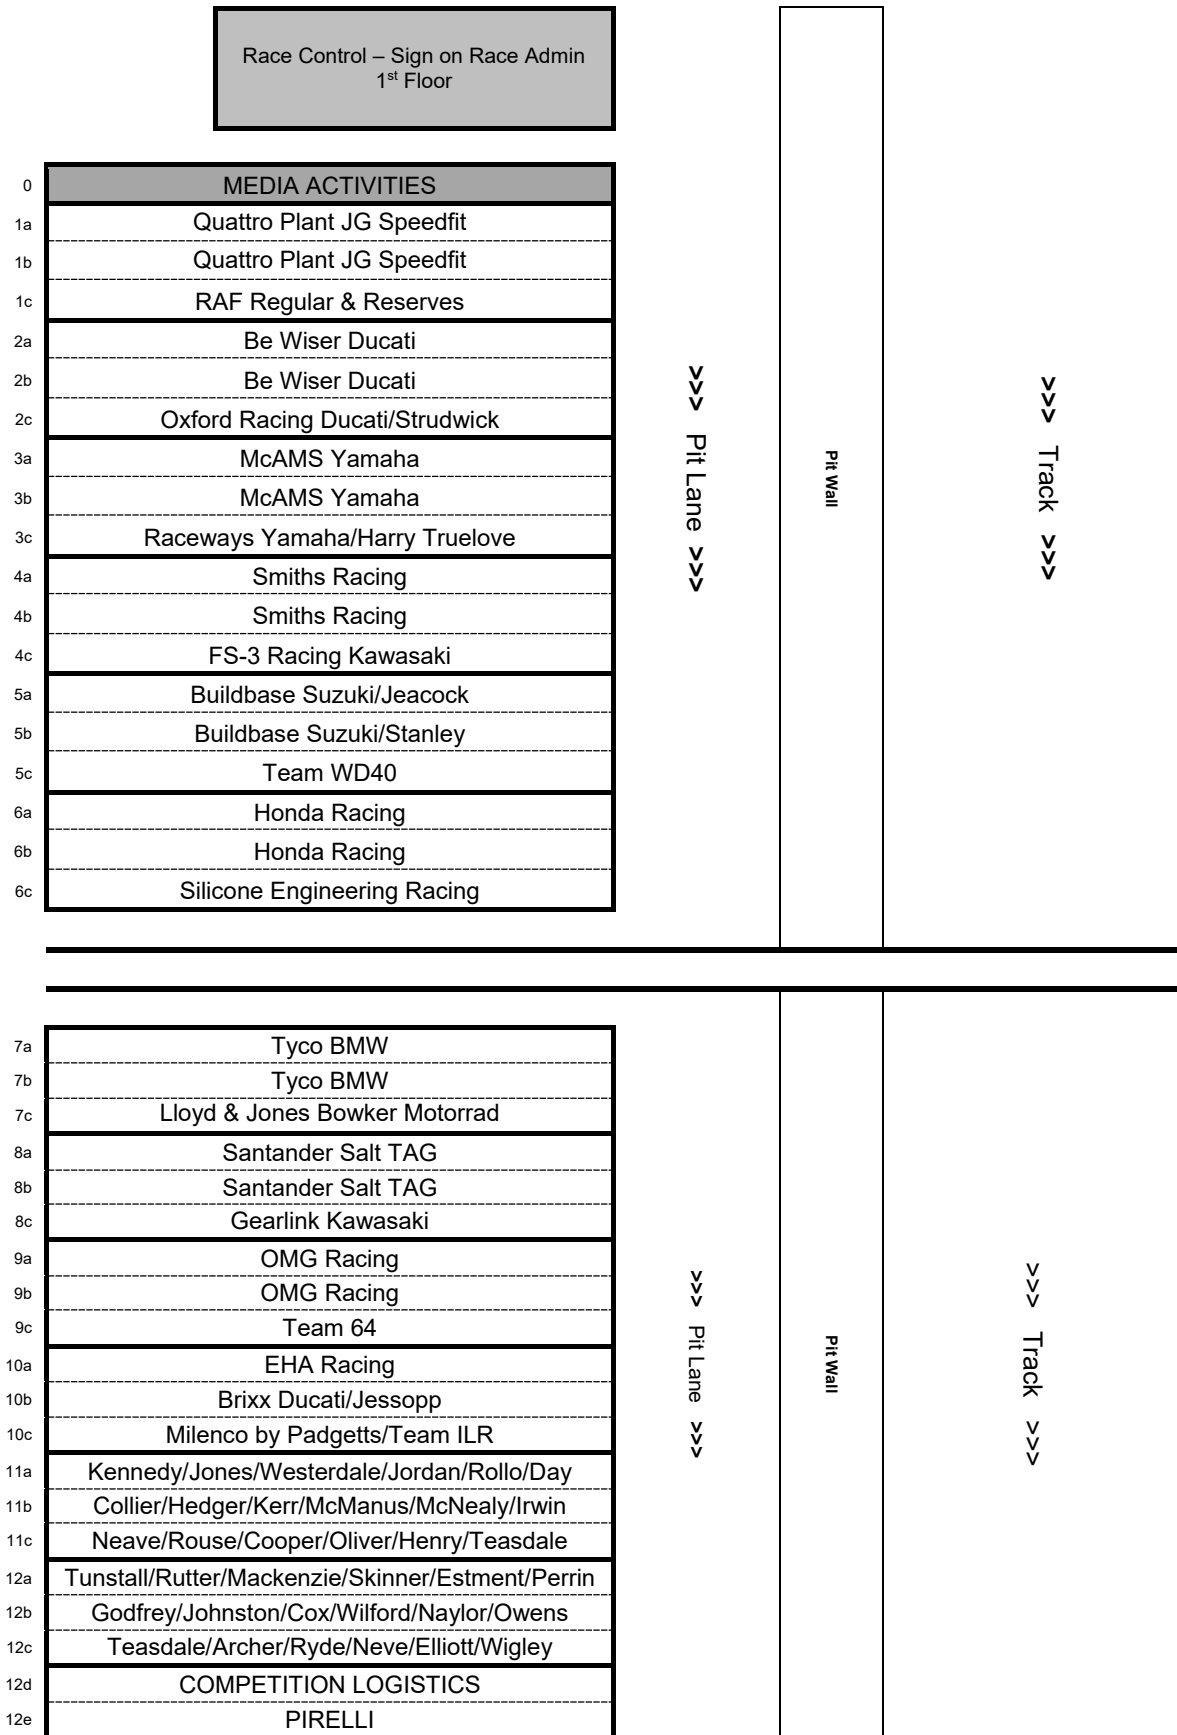 Race Control – Sign on Race Admin
1st Floor
0 MEDIA ACTIVITIES
1a Quattro Plant JG Speedfit
1b Quattro Plant JG Speedfit
1c RAF Regular & Reserves
2a Be Wiser Ducati
2b Be Wiser Ducati
2c Oxford Racing Ducati/Strudwick
3a McAMS Yamaha
3b McAMS Yamaha
3c Raceways Yamaha/Harry Truelove
4a Smiths Racing
4b Smiths Racing
4c FS-3 Racing Kawasaki
5a Buildbase Suzuki/Jeacock
5b Buildbase Suzuki/Stanley
5c Team WD40
6a Honda Racing
6b Honda Racing
6c Silicone Engineering Racing
>>> Pit Lane >>>
Pit Wall
>>> Track >>>
7a Tyco BMW
7b Tyco BMW
7c Lloyd & Jones Bowker Motorrad
8a Santander Salt TAG
8b Santander Salt TAG
8c Gearlink Kawasaki
9a OMG Racing
9b OMG Racing
9c Team 64
10a EHA Racing
10b Brixx Ducati/Jessopp
10c Milenco by Padgetts/Team ILR
11a Kennedy/Jones/Westerdale/Jordan/Rollo/Day
11b Collier/Hedger/Kerr/McManus/McNealy/Irwin
11c Neave/Rouse/Cooper/Oliver/Henry/Teasdale
12a Tunstall/Rutter/Mackenzie/Skinner/Estment/Perrin
12b Godfrey/Johnston/Cox/Wilford/Naylor/Owens
12c Teasdale/Archer/Ryde/Neve/Elliott/Wigley
12d COMPETITION LOGISTICS
12e PIRELLI
>>> Pit Lane >>>
Pit Wall
>>> Track >>>